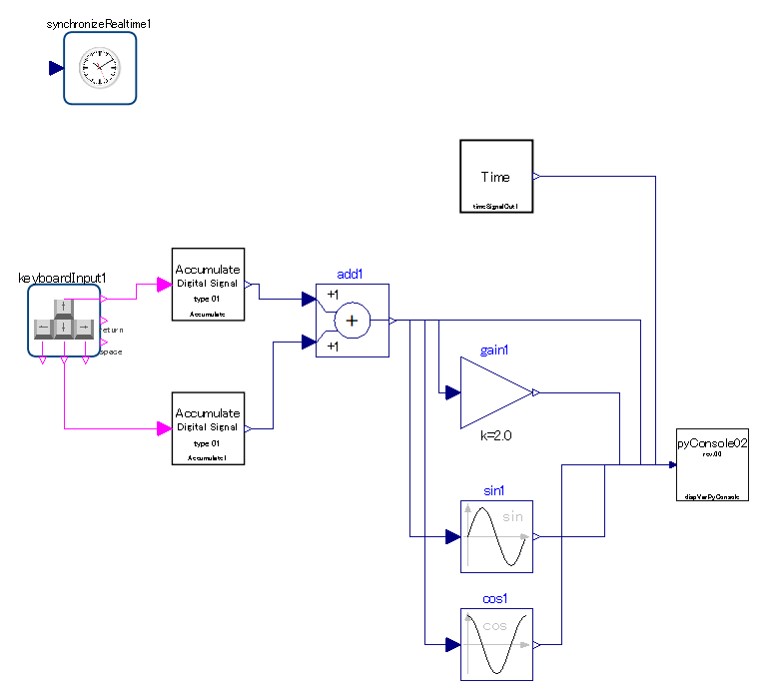 synchronizeRealtime1
Time
timeSignalOut1
keyboardInput1
return
space
Accumulate
Digital Signal
type 01
Accumulate
add1
+1
+
+1
gain1
k=2.0
Accumulate
Digital Signal
type 01
Accumulate1
pyConsole02
rev.00
dispVarPyConsole
sin1
sin
cos1
cos